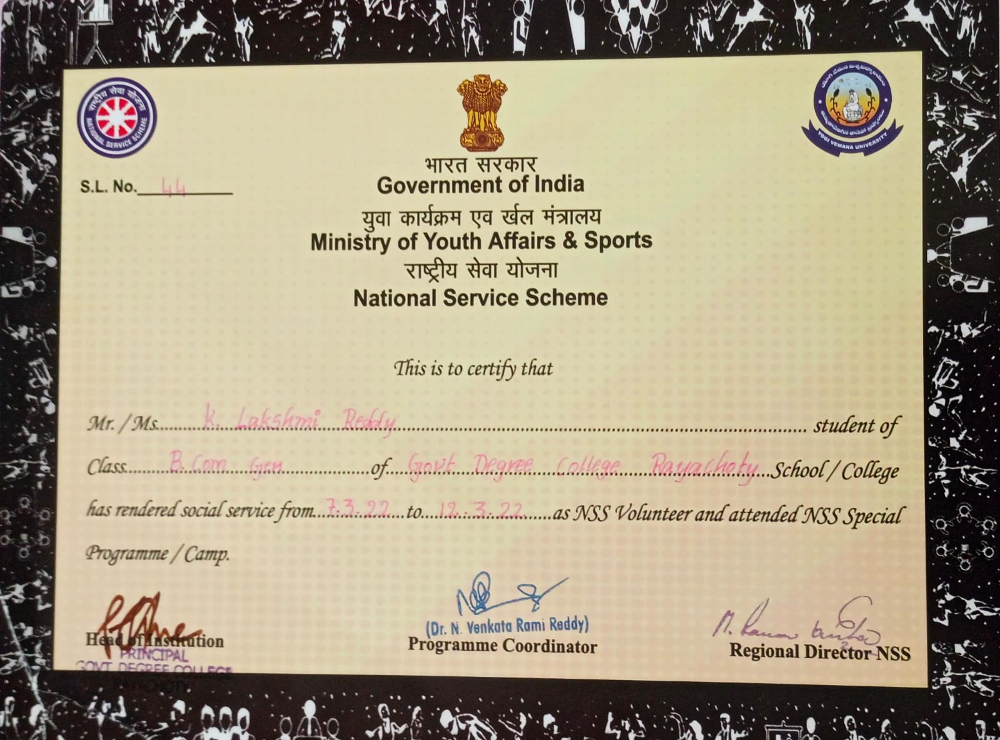 राष्ट्रीय सेवा योजना
NATIONAL SERVICE SCHEME
YOGI VEMANA UNIVERSITY
S.L. No. 44
भारत सरकार
Government of India
युवा कार्यक्रम एव र्खल मंत्रालय
Ministry of Youth Affairs & Sports
राष्ट्रीय सेवा योजना
National Service Scheme
This is to certify that
Mr. / Ms. K. Lakshmi Reddy student of
Class B.Com Gen of Govt Degree College Rayachoty School / College
has rendered social service from 7.3.22 to 12.3.22 as NSS Volunteer and attended NSS Special
Programme / Camp.
Head of Institution
PRINCIPAL
GOVT DEGREE COLLEGE
(Dr. N. Venkata Rami Reddy)
Programme Coordinator
Regional Director NSS